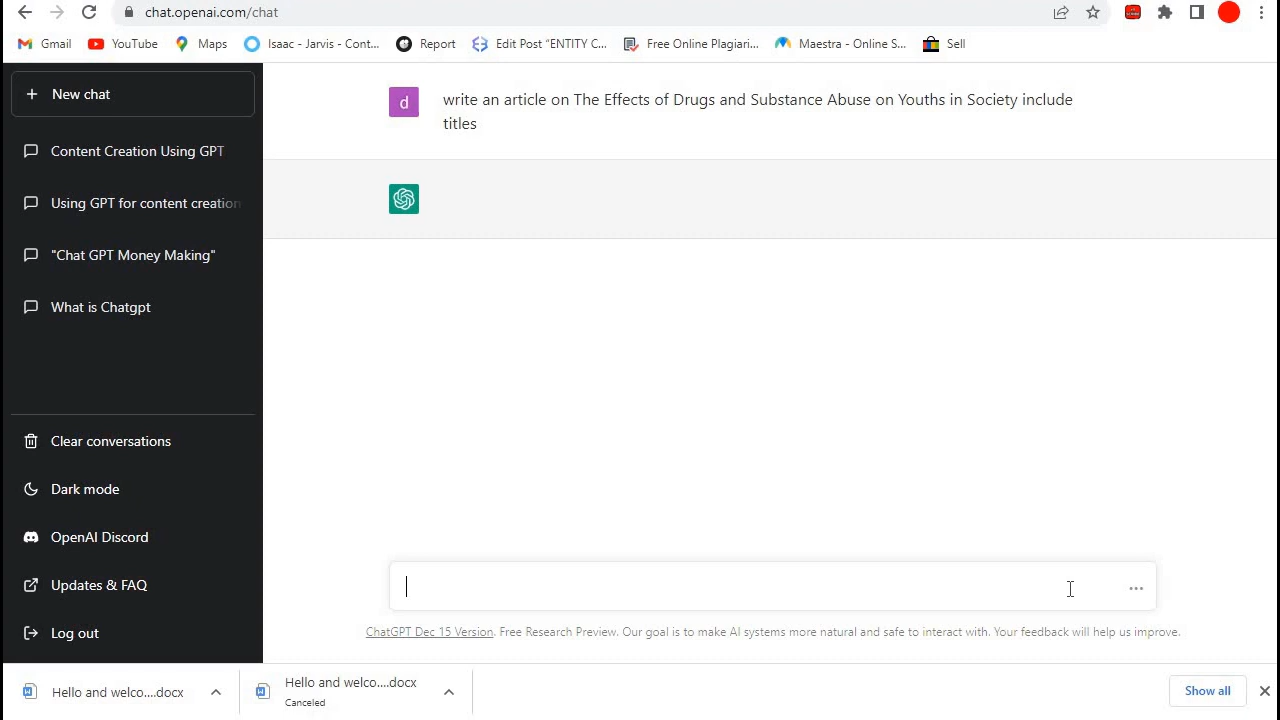 chat.openai.com/chat
Gmail YouTube Maps Isaac - Jarvis - Cont... Report Edit Post "ENTITY C... Free Online Plagiari... Maestra - Online S... Sell
New chat
Content Creation Using GPT
Using GPT for content creation
"Chat GPT Money Making"
What is Chatgpt
Clear conversations
Dark mode
OpenAI Discord
Updates & FAQ
Log out
d
write an article on The Effects of Drugs and Substance Abuse on Youths in Society include
titles
ChatGPT Dec 15 Version. Free Research Preview. Our goal is to make AI systems more natural and safe to interact with. Your feedback will help us improve.
Hello and welco....docx
Hello and welco....docx
Canceled
Show all